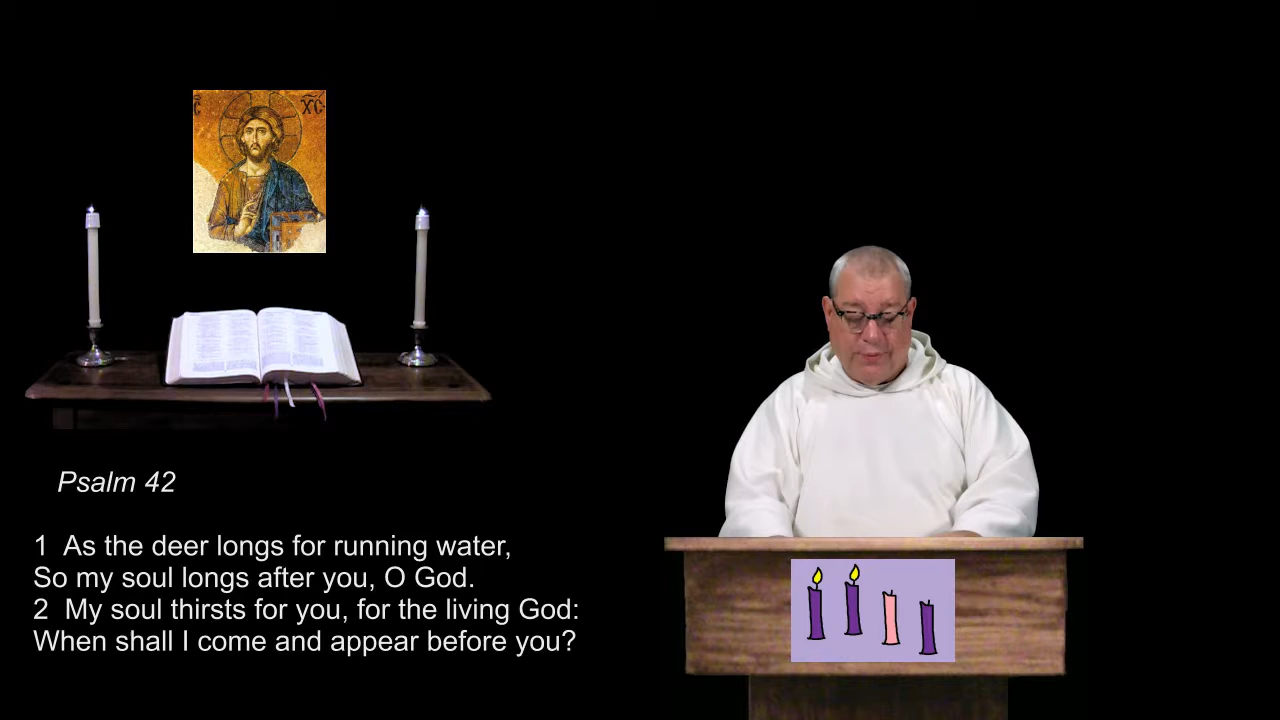 XC
Psalm 42
1 As the deer longs for running water,
So my soul longs after you, O God.
2 My soul thirsts for you, for the living God:
When shall I come and appear before you?